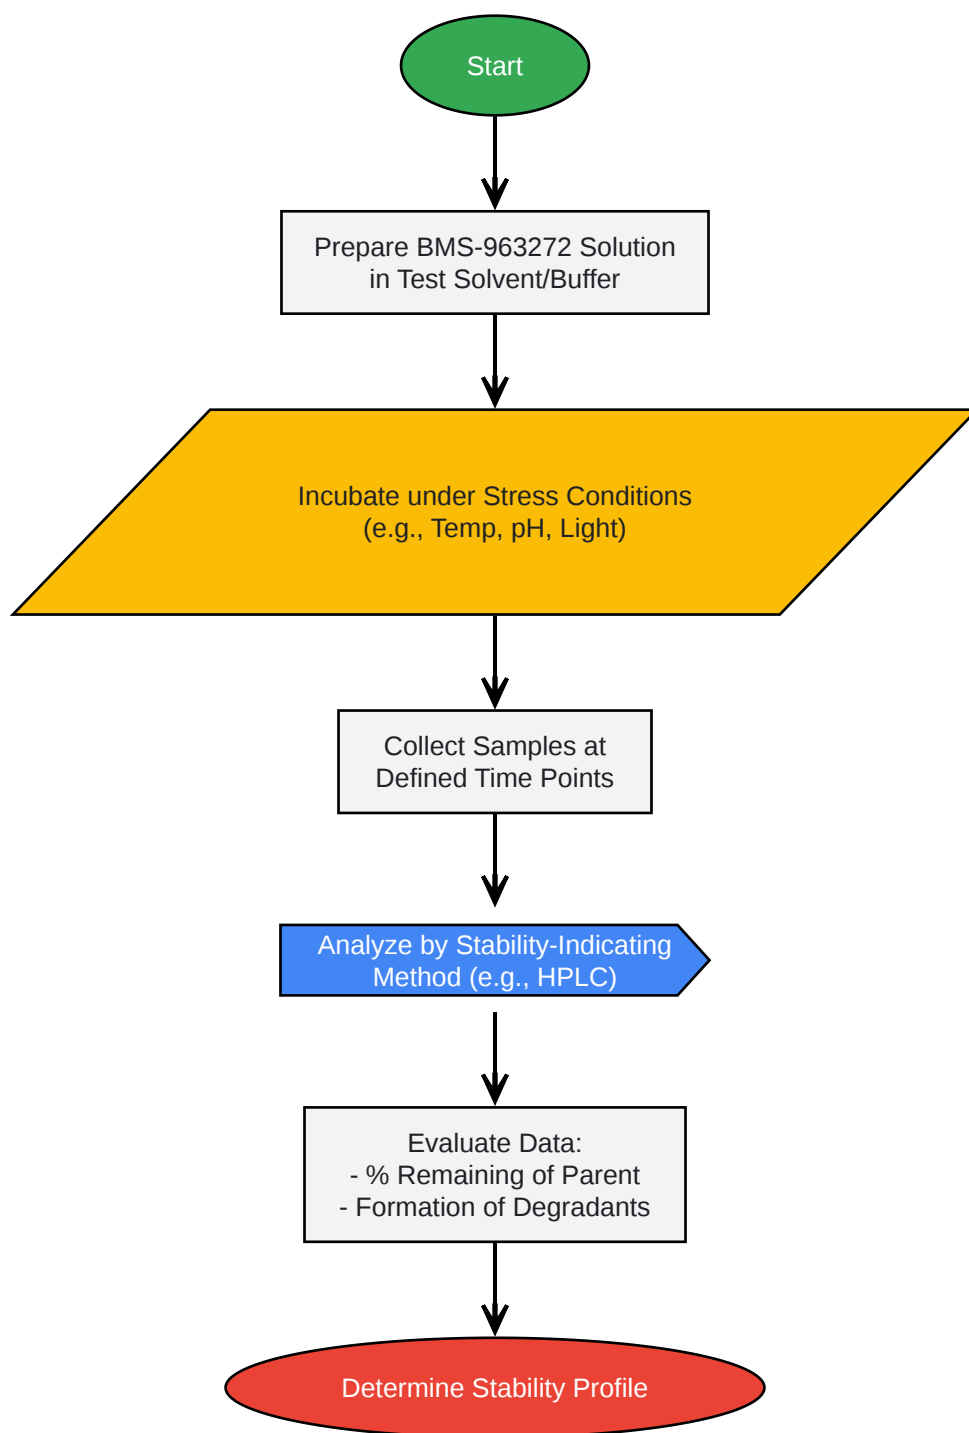 Start
Prepare BMS-963272 Solution
in Test Solvent/Buffer
Incubate under Stress Conditions
(e.g., Temp, pH, Light)
Collect Samples at
Defined Time Points
Analyze by Stability-Indicating
Method (e.g., HPLC)
Evaluate Data:
- % Remaining of Parent
- Formation of Degradants
Determine Stability Profile